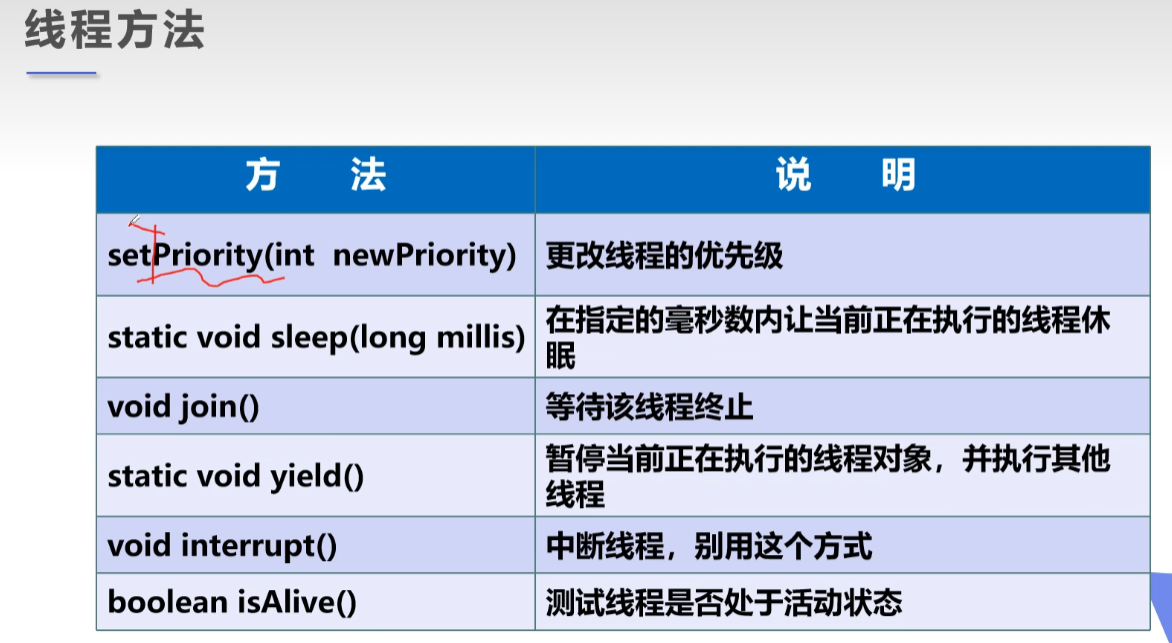 线程方法
方 法
说 明
setPriority(int newPriority)
更改线程的优先级
static void sleep(long millis)
在指定的毫秒数内让当前正在执行的线程休
眠
void join()
等待该线程终止
static void yield()
暂停当前正在执行的线程对象，并执行其他
线程
void interrupt()
中断线程，别用这个方式
boolean isAlive()
测试线程是否处于活动状态